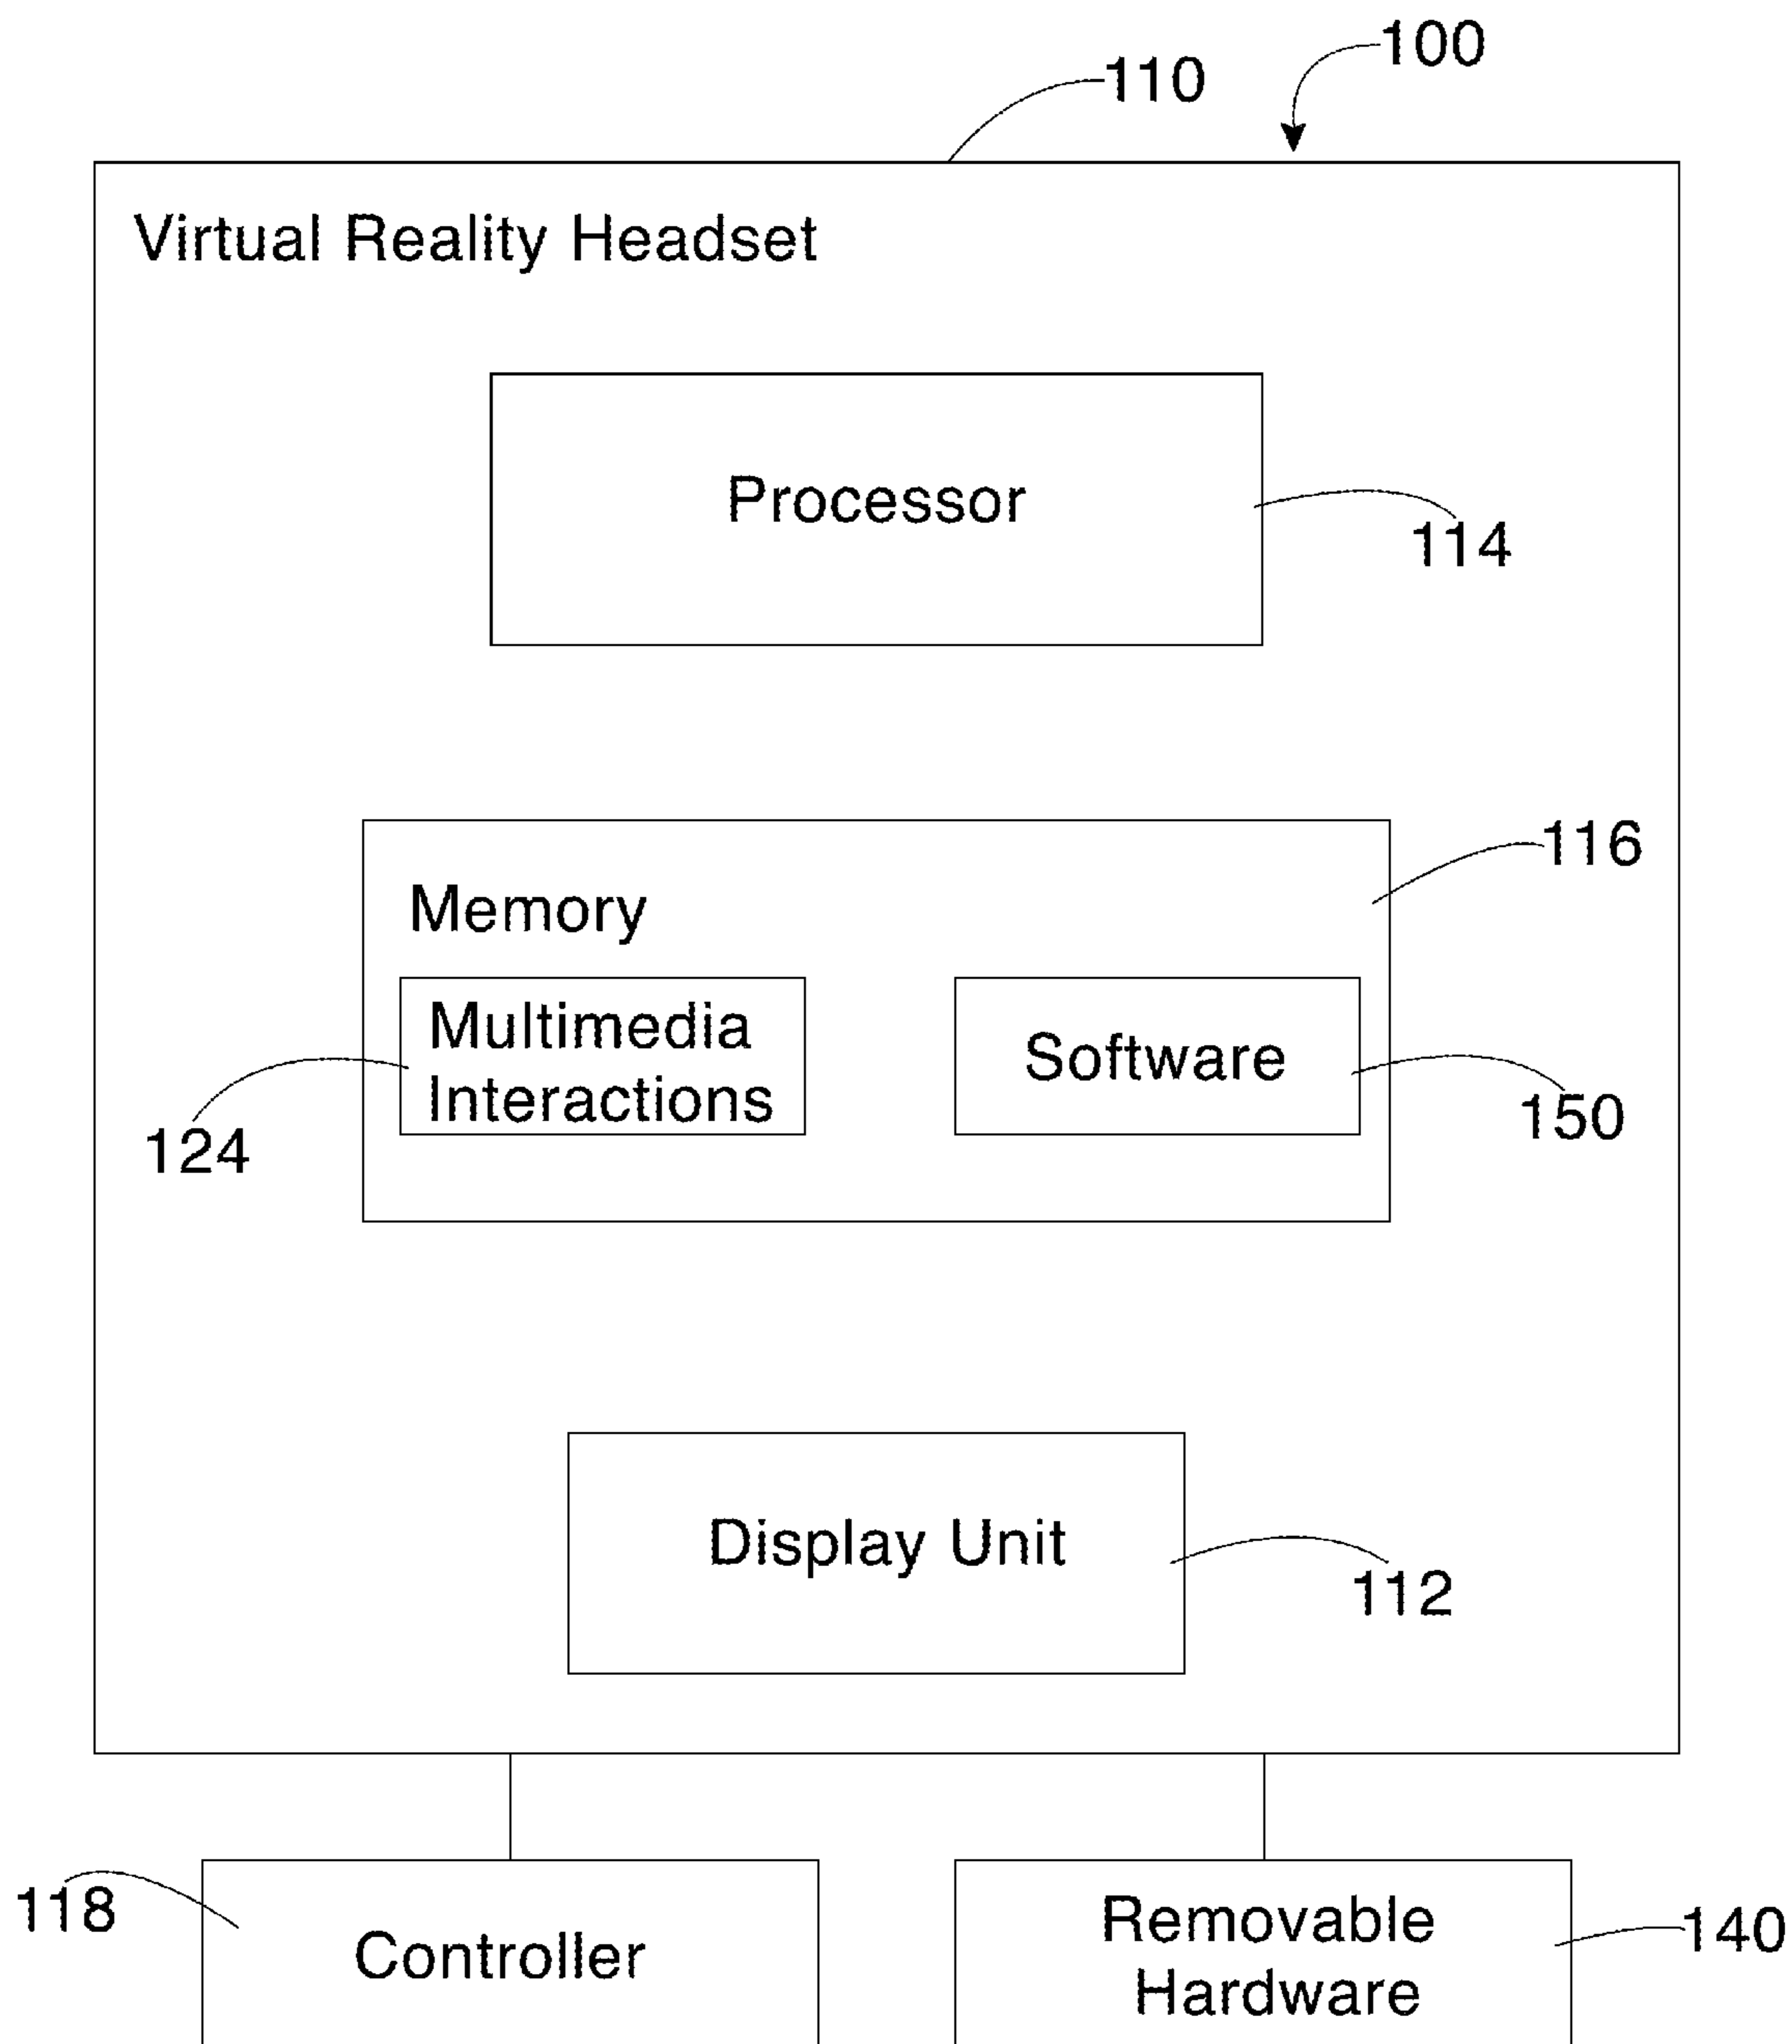 100
110
Virtual Reality Headset
Processor
114
116
Memory
Multimedia
Interactions
Software
124
150
Display Unit
112
118
Controller
Removable
Hardware
140